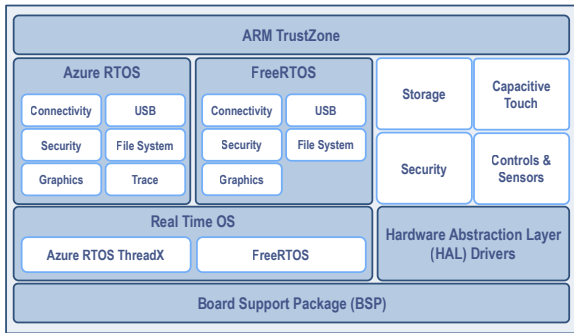 ARM TrustZone
Azure RTOS
Connectivity
USB
Security
File System
Graphics
Trace
FreeRTOS
Connectivity
USB
Security
File System
Graphics
Storage
Capacitive
Touch
Security
Controls &
Sensors
Real Time OS
Azure RTOS ThreadX
FreeRTOS
Hardware Abstraction Layer
(HAL) Drivers
Board Support Package (BSP)